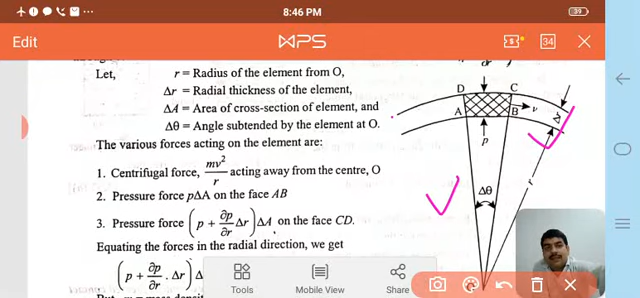 8:46 PM
39
Edit
WPS
34
Let,
r = Radius of the element from O,
Δr = Radial thickness of the element,
ΔA = Area of cross-section of element, and
Δθ = Angle subtended by the element at O.
The various forces acting on the element are:
1. Centrifugal force, mv²/r acting away from the centre, O
2. Pressure force pΔA on the face AB
3. Pressure force (p + ∂p/∂r Δr) ΔA on the face CD.
Equating the forces in the radial direction, we get
(p + ∂p/∂r . Δr) Δ
D
C
A
B
v
p
r
Δθ
Tools
Mobile View
Share